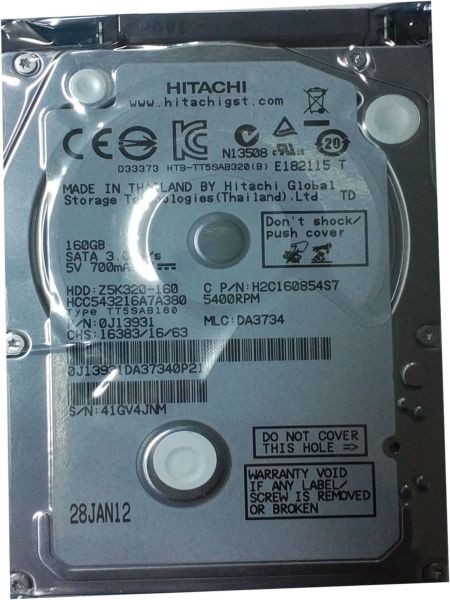 HITACHI
www.hitachigst.com
N13508 E182115 T
D33373 HTB-TT5SAB320(B)
MADE IN THAILAND BY Hitachi Global
Storage Technologies(Thailand).Ltd. TD
Don't shock/
push cover
160GB
SATA 3.0 /s
5V 700mA
HDD:Z5K320-160 C P/N:H2C160854S7
HCC543216A7A380 5400RPM
Type TT5SAB160
P/N:0J13931 MLC:DA3734
CHS:16383/16/63
S/N:41GV4JNM
DO NOT COVER
THIS HOLE =>
WARRANTY VOID
IF ANY LABEL/
SCREW IS REMOVED
OR BROKEN
28JAN12